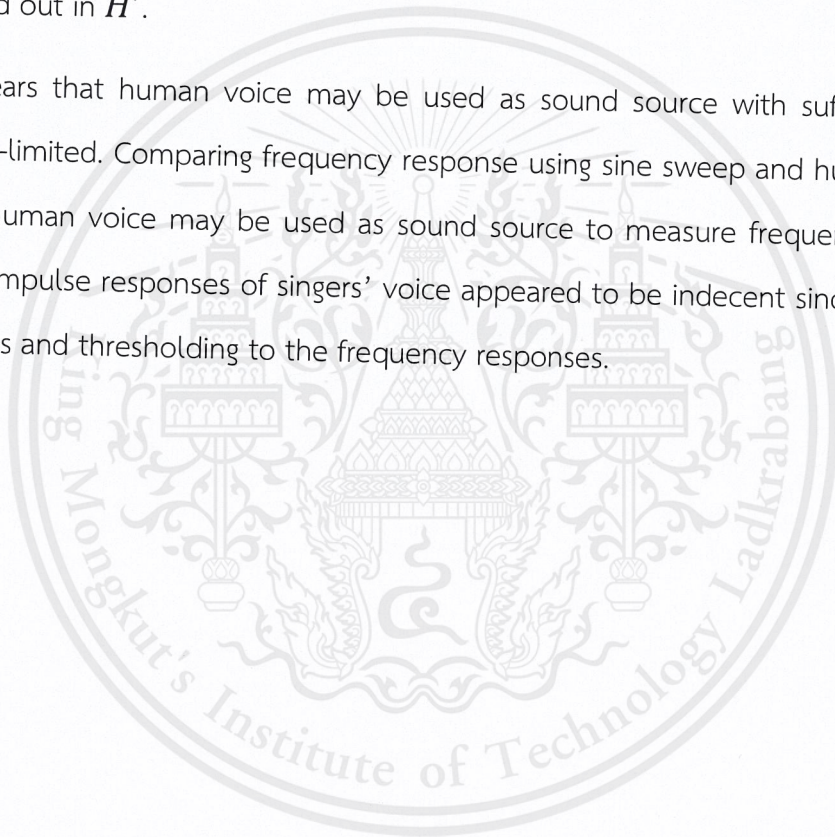 d out in H
ears that human voice may be used as sound source with suf
-limited. Comparing frequency response using sine sweep and hu
uman voice may be used as sound source to measure freque
mpulse responses of singers' voice appeared to be indecent sinc
s and thresholding to the frequency responses.
King Mongkut's Institute of Technology Ladkrabang